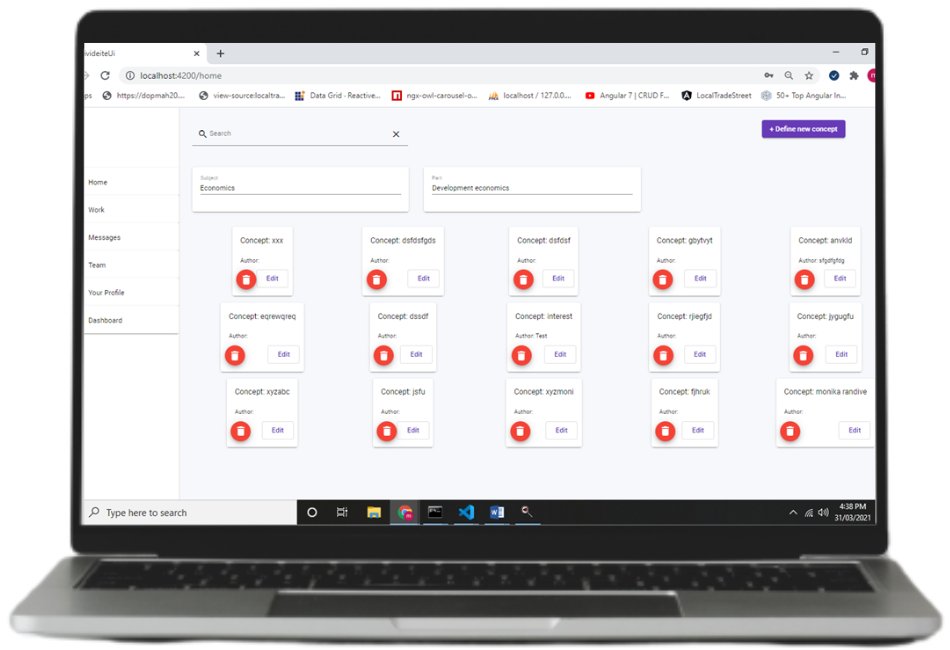 ivideiteUi
localhost:4200/home
ps https://dopmah20... view-source:localtra... Data Grid - Reactive... ngx-owl-carousel-o... localhost / 127.0.0.... Angular 7 | CRUD F... LocalTradeStreet 50+ Top Angular In...
Search
+ Define new concept
Subject
Economics
Part
Development economics
Home
Work
Messages
Team
Your Profile
Dashboard
Concept: xxx
Author:
Edit
Concept: dsfdsfgds
Author:
Edit
Concept: dsfdsf
Author:
Edit
Concept: gbytvyt
Author:
Edit
Concept: anvkld
Author: xfgdfgfdg
Edit
Concept: eqrewqreq
Author:
Edit
Concept: dssdf
Author:
Edit
Concept: interest
Author: Test
Edit
Concept: rjiegfjd
Author:
Edit
Concept: jygugfu
Author:
Edit
Concept: xyzabc
Author:
Edit
Concept: jsfu
Author:
Edit
Concept: xyzmoni
Author:
Edit
Concept: fjhruk
Author:
Edit
Concept: monika randive
Author:
Edit
Type here to search
4:38 PM
31/03/2021